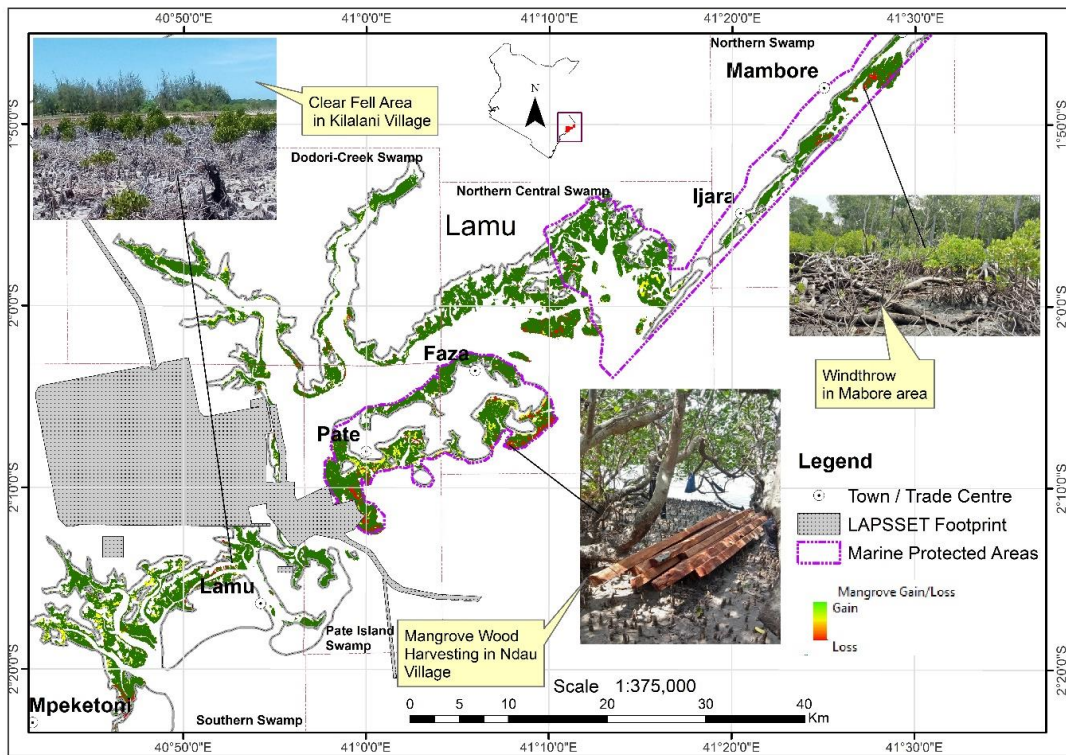 40°50'0"E
41°0'0"E
41°10'0"E
41°20'0"E
41°30'0"E
Northern Swamp
Mambore
N
Clear Fell Area
in Kilalani Village
1°50'0"S
1°50'0"S
Dodori-Creek Swamp
Northern Central Swamp
Ijara
Lamu
2°0'0"S
2°0'0"S
Faza
Windthrow
in Mabore area
Pate
Legend
Town / Trade Centre
LAPSSET Footprint
Marine Protected Areas
Mangrove Gain/Loss
Gain
Loss
2°10'0"S
2°10'0"S
Lamu
Pate Island
Swamp
Mangrove Wood
Harvesting in Ndau
Village
2°20'0"S
2°20'0"S
Scale 1:375,000
0 5 10 20 30 40
Km
Mpeketoni
Southern Swamp
40°50'0"E
41°0'0"E
41°10'0"E
41°20'0"E
41°30'0"E